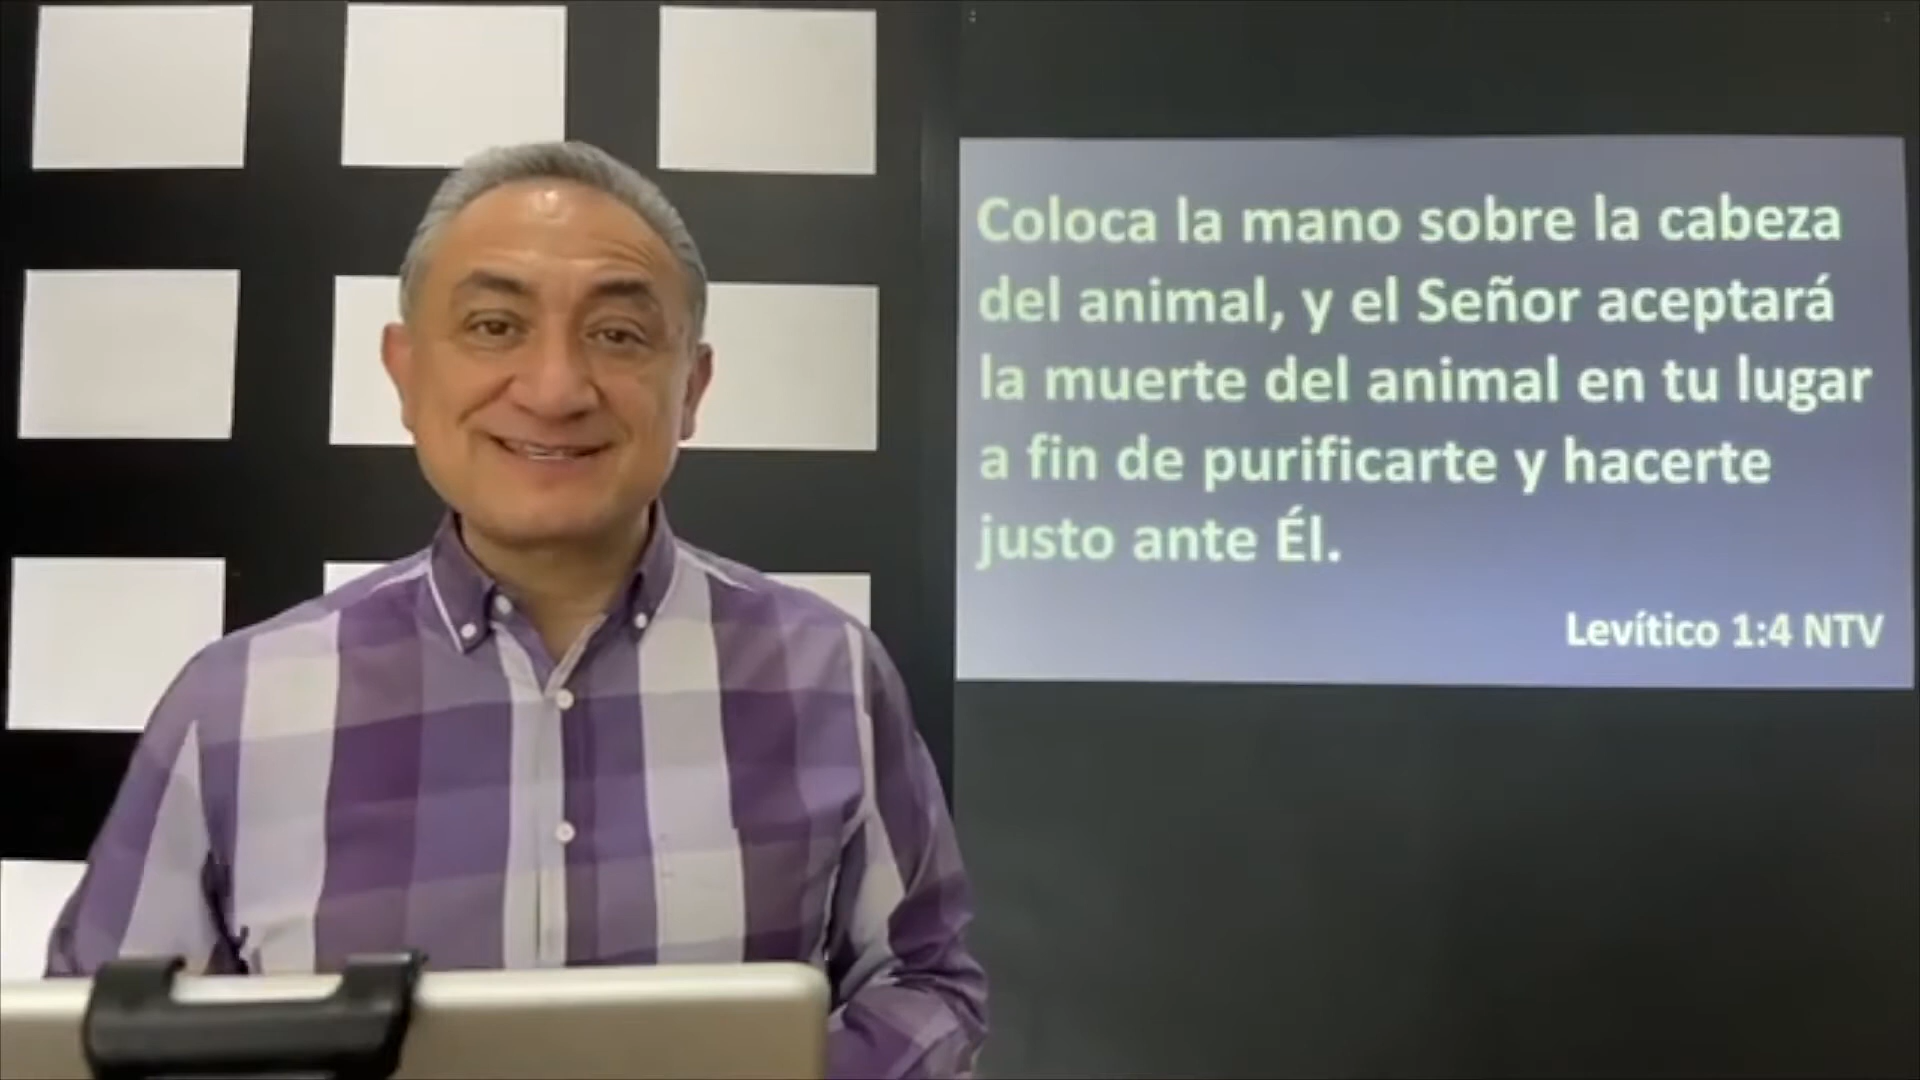 Coloca la mano sobre la cabeza
del animal, y el Señor aceptará
la muerte del animal en tu lugar
a fin de purificarte y hacerte
justo ante Él.
Levítico 1:4 NTV